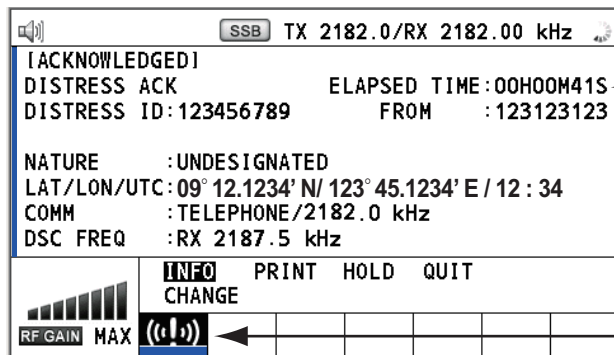 SSB TX 2182.0/RX 2182.00 kHz
[ACKNOWLEDGED]
DISTRESS ACK ELAPSED TIME:00H00M41S
DISTRESS ID:123456789 FROM :123123123
NATURE :UNDESIGNATED
LAT/LON/UTC:09° 12.1234' N/ 123° 45.1234' E / 12 : 34
COMM :TELEPHONE/2182.0 kHz
DSC FREQ :RX 2187.5 kHz
INFO PRINT HOLD QUIT
CHANGE
RF GAIN MAX